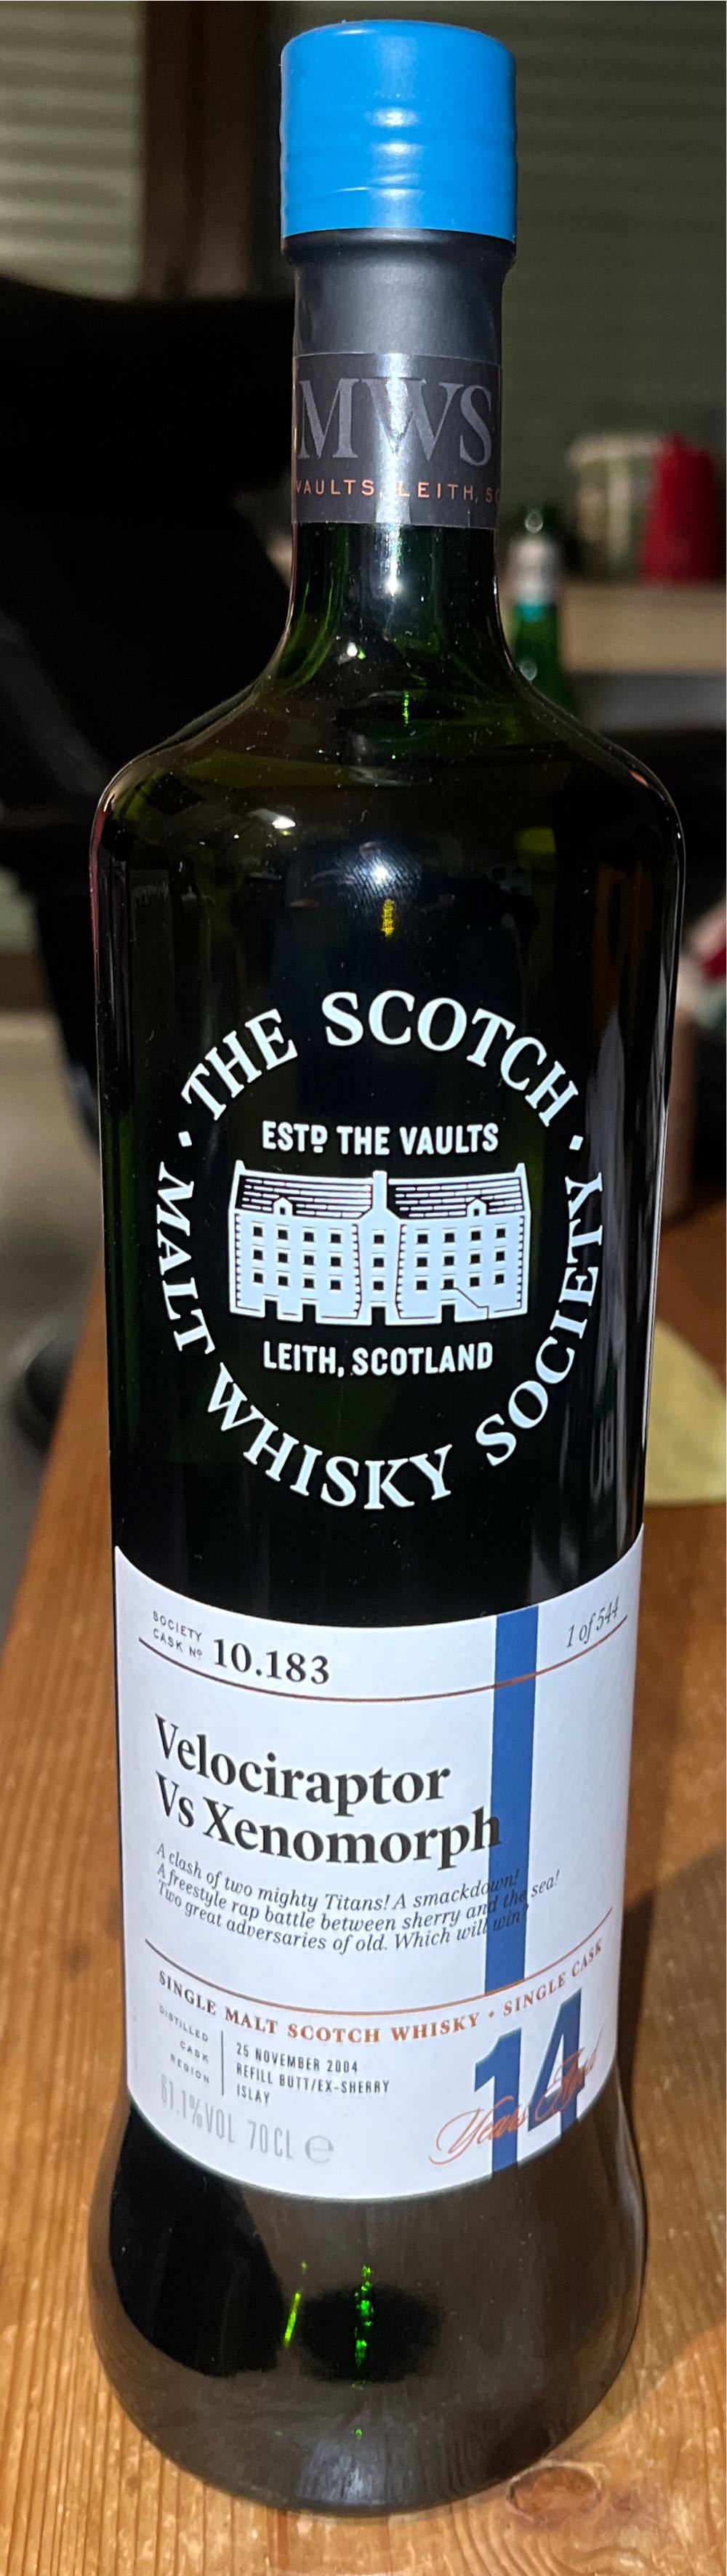 MWS
VAULTS, LEITH, SC
· THE SCOTCH ·
MALT WHISKY SOCIETY
ESTD THE VAULTS
LEITH, SCOTLAND
SOCIETY
CASK Nº 10.183
1 of 544
Velociraptor
Vs Xenomorph
A clash of two mighty Titans! A smackdown!
A freestyle rap battle between sherry and the sea!
Two great adversaries of old. Which will win?
SINGLE MALT SCOTCH WHISKY • SINGLE CASK
DISTILLED 25 NOVEMBER 2004
CASK REFILL BUTT/EX-SHERRY
REGION ISLAY
61.1%VOL 70CL ℮
14
Years Aged